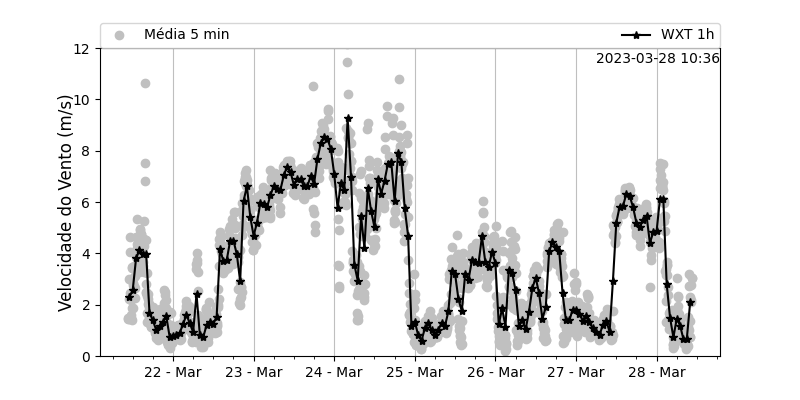 Média 5 min
WXT 1h
2023-03-28 10:36
Velocidade do Vento (m/s)
12
10
8
6
4
2
0
22 - Mar
23 - Mar
24 - Mar
25 - Mar
26 - Mar
27 - Mar
28 - Mar